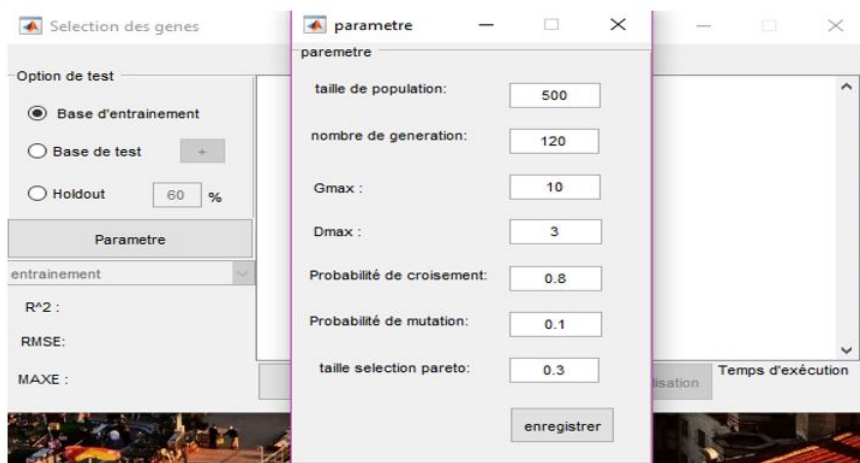 Selection des genes
Option de test
Base d'entrainement
Base de test +
Holdout 60 %
Parametre
entrainement
R^2 :
RMSE:
MAXE :
parametre
paremetre
taille de population: 500
nombre de generation: 120
Gmax : 10
Dmax : 3
Probabilité de croisement: 0.8
Probabilité de mutation: 0.1
taille selection pareto: 0.3
enregistrer
Temps d'exécution